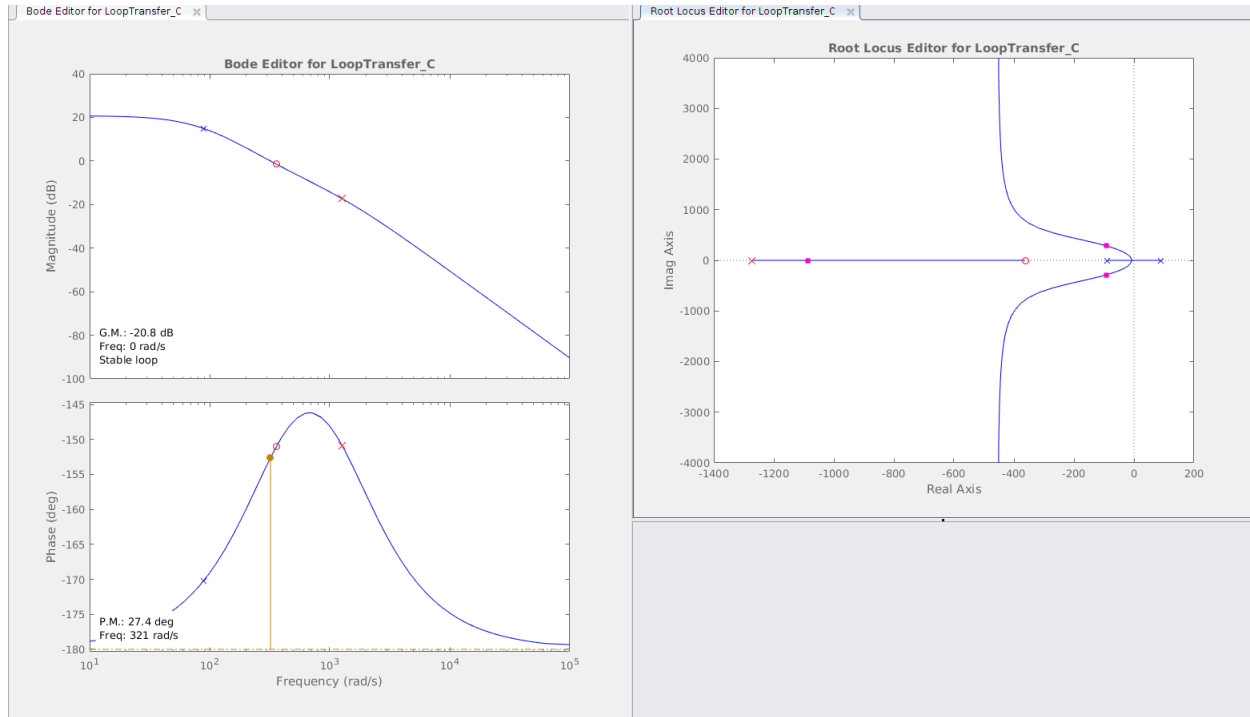 Bode Editor for LoopTransfer_C
Bode Editor for LoopTransfer_C
40
20
0
-20
-40
-60
-80
-100
Magnitude (dB)
G.M.: -20.8 dB
Freq: 0 rad/s
Stable loop
-145
-150
-155
-160
-165
-170
-175
-180
Phase (deg)
P.M.: 27.4 deg
Freq: 321 rad/s
10^1 10^2 10^3 10^4 10^5
Frequency (rad/s)
Root Locus Editor for LoopTransfer_C
Root Locus Editor for LoopTransfer_C
4000
3000
2000
1000
0
-1000
-2000
-3000
-4000
Imag Axis
-1400 -1200 -1000 -800 -600 -400 -200 0 200
Real Axis